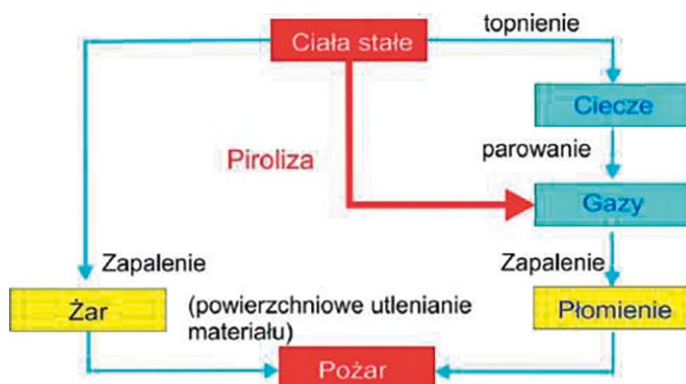 topnienie
Ciała stałe
Ciecze
parowanie
Piroliza
Gazy
Zapalenie
Zapalenie
Żar
(powierzchniowe utlenianie
materiału)
Płomienie
Pożar